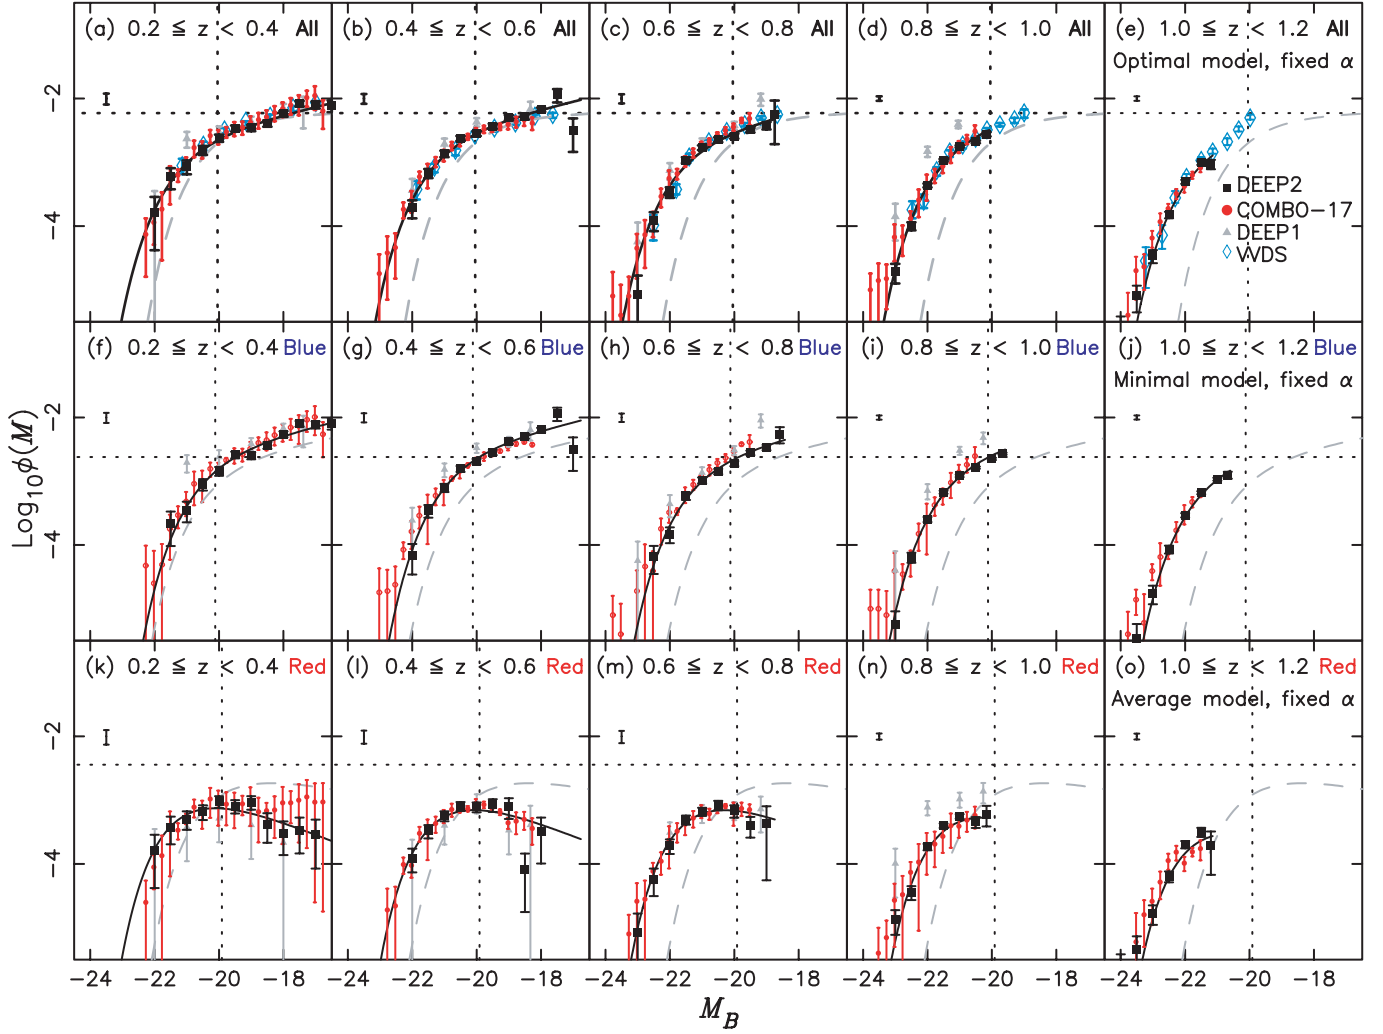 (a) 0.2 ≦ z < 0.4 All
(b) 0.4 ≦ z < 0.6 All
(c) 0.6 ≦ z < 0.8 All
(d) 0.8 ≦ z < 1.0 All
(e) 1.0 ≦ z < 1.2 All
Optimal model, fixed α
DEEP2
COMBO-17
DEEP1
VVDS
-2
-4
(f) 0.2 ≦ z < 0.4 Blue
(g) 0.4 ≦ z < 0.6 Blue
(h) 0.6 ≦ z < 0.8 Blue
(i) 0.8 ≦ z < 1.0 Blue
(j) 1.0 ≦ z < 1.2 Blue
Minimal model, fixed α
-2
-4
Log10 φ(M)
(k) 0.2 ≦ z < 0.4 Red
(l) 0.4 ≦ z < 0.6 Red
(m) 0.6 ≦ z < 0.8 Red
(n) 0.8 ≦ z < 1.0 Red
(o) 1.0 ≦ z < 1.2 Red
Average model, fixed α
-2
-4
-24 -22 -20 -18 -24 -22 -20 -18 -24 -22 -20 -18 -24 -22 -20 -18 -24 -22 -20 -18
M_B